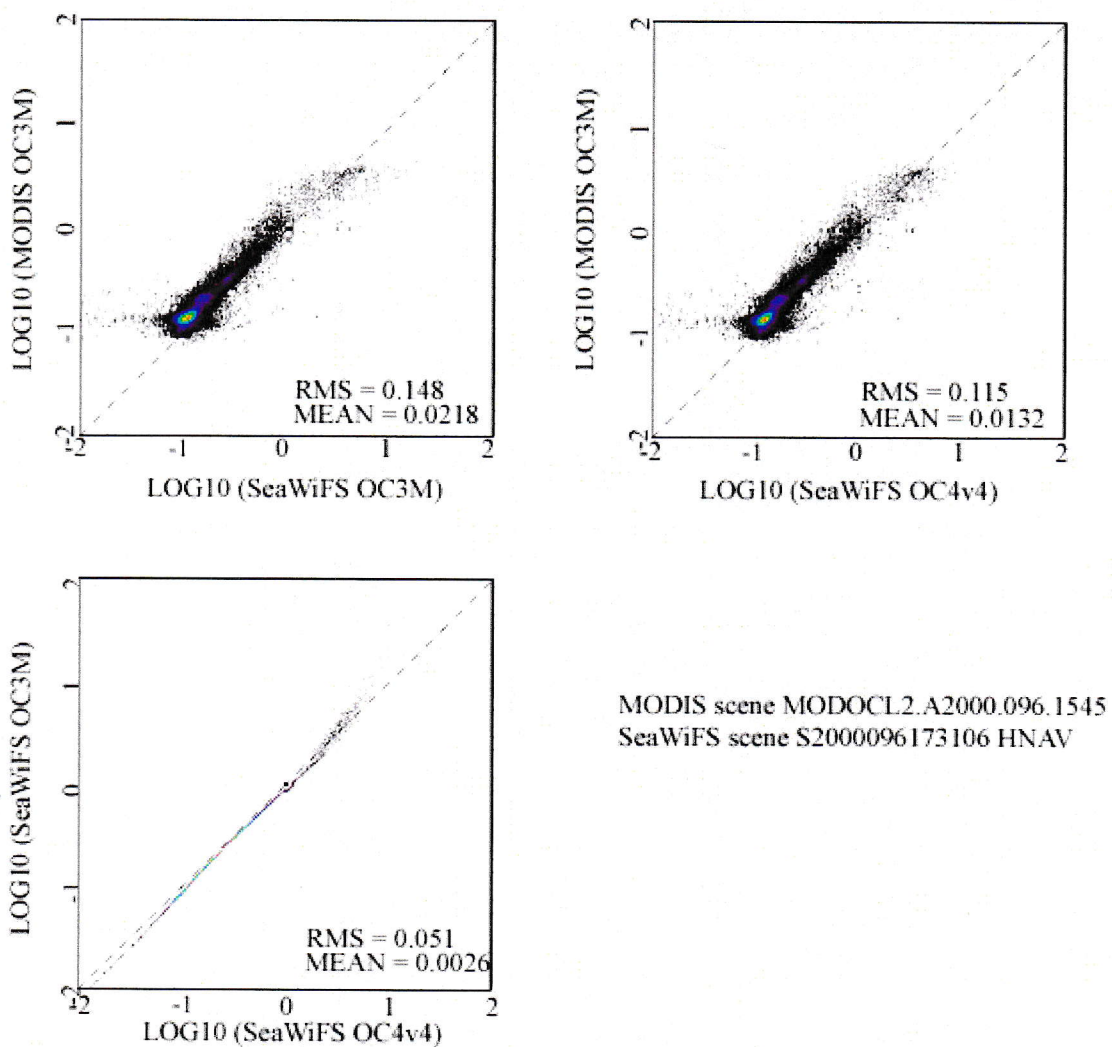 LOG10 (MODIS OC3M)
2
1
0
-1
-2
RMS = 0.148
MEAN = 0.0218
-2 -1 0 1 2
LOG10 (SeaWiFS OC3M)
LOG10 (MODIS OC3M)
2
1
0
-1
-2
RMS = 0.115
MEAN = 0.0132
-2 -1 0 1 2
LOG10 (SeaWiFS OC4v4)
LOG10 (SeaWiFS OC3M)
2
1
0
-1
-2
RMS = 0.051
MEAN = 0.0026
-1 0 1 2
LOG10 (SeaWiFS OC4v4)
MODIS scene MODOCL2.A2000.096.1545
SeaWiFS scene S2000096173106 HNAV